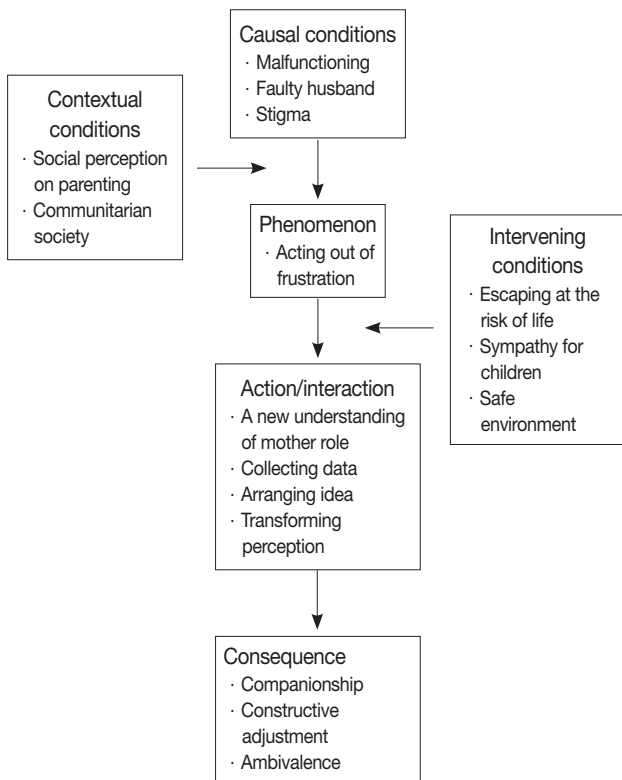 Causal conditions
· Malfunctioning
· Faulty husband
· Stigma
Contextual
conditions
· Social perception
on parenting
· Communitarian
society
Phenomenon
· Acting out of
frustration
Intervening
conditions
· Escaping at the
risk of life
· Sympathy for
children
· Safe
environment
Action/interaction
· A new understanding
of mother role
· Collecting data
· Arranging idea
· Transforming
perception
Consequence
· Companionship
· Constructive
adjustment
· Ambivalence